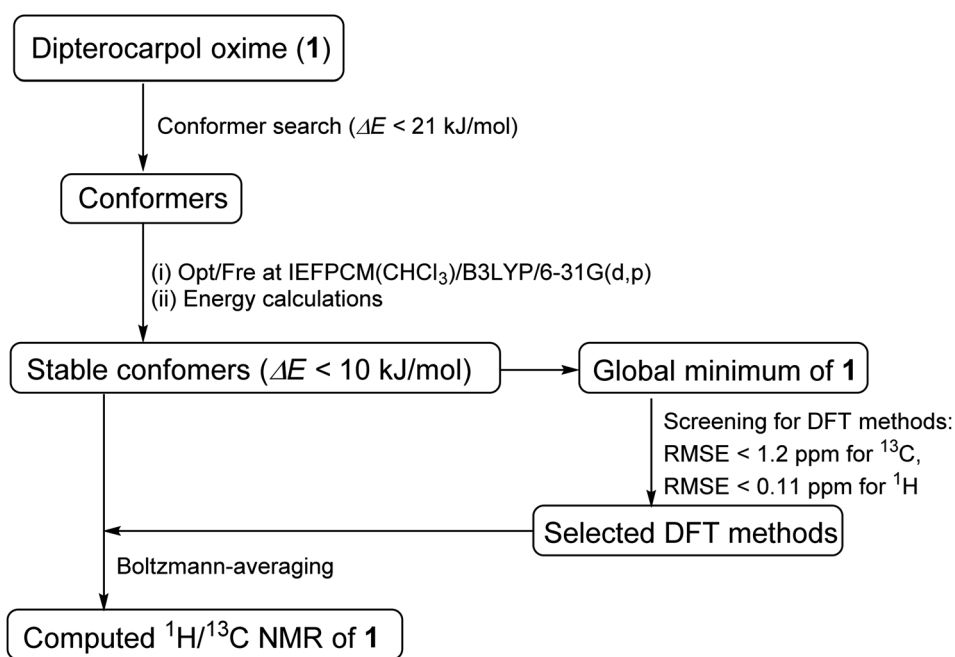 Dipterocarpol oxime (1)
Conformer search (ΔE < 21 kJ/mol)
Conformers
(i) Opt/Fre at IEFPCM(CHCl₃)/B3LYP/6-31G(d,p)
(ii) Energy calculations
Stable confomers (ΔE < 10 kJ/mol)
Global minimum of 1
Screening for DFT methods:
RMSE < 1.2 ppm for ¹³C,
RMSE < 0.11 ppm for ¹H
Selected DFT methods
Boltzmann-averaging
Computed ¹H/¹³C NMR of 1